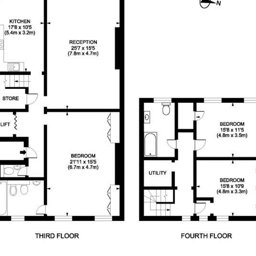 N
KITCHEN
17'8 x 10'5
(5.4m x 3.2m)
RECEPTION
25'7 x 15'5
(7.8m x 4.7m)
STORE
LIFT
BEDROOM
21'11 x 15'5
(6.7m x 4.7m)
BEDROOM
15'8 x 11'5
(4.8m x 3.5m)
UTILITY
BEDROOM
15'8 x 10'9
(4.8m x 3.3m)
THIRD FLOOR
FOURTH FLOOR